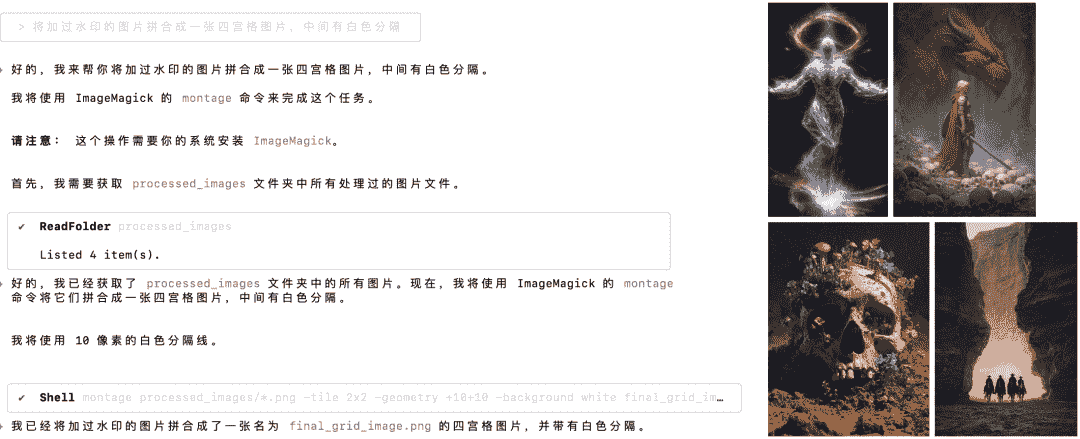 > 将加过水印的图片拼合成一张四宫格图片，中间有白色分隔
好的，我来帮你将加过水印的图片拼合成一张四宫格图片，中间有白色分隔。
我将使用 ImageMagick 的 montage 命令来完成这个任务。
请注意： 这个操作需要你的系统安装 ImageMagick。
首先，我需要获取 processed_images 文件夹中所有处理过的图片文件。
✔ ReadFolder processed_images
Listed 4 item(s).
好的，我已经获取了 processed_images 文件夹中的所有图片。现在，我将使用 ImageMagick 的 montage
命令将它们拼合成一张四宫格图片，中间有白色分隔。
我将使用 10 像素的白色分隔线。
✔ Shell montage processed_images/*.png -tile 2x2 -geometry +10+10 -background white final_grid_im…
我已经将加过水印的图片拼合成了一张名为 final_grid_image.png 的四宫格图片，并带有白色分隔。